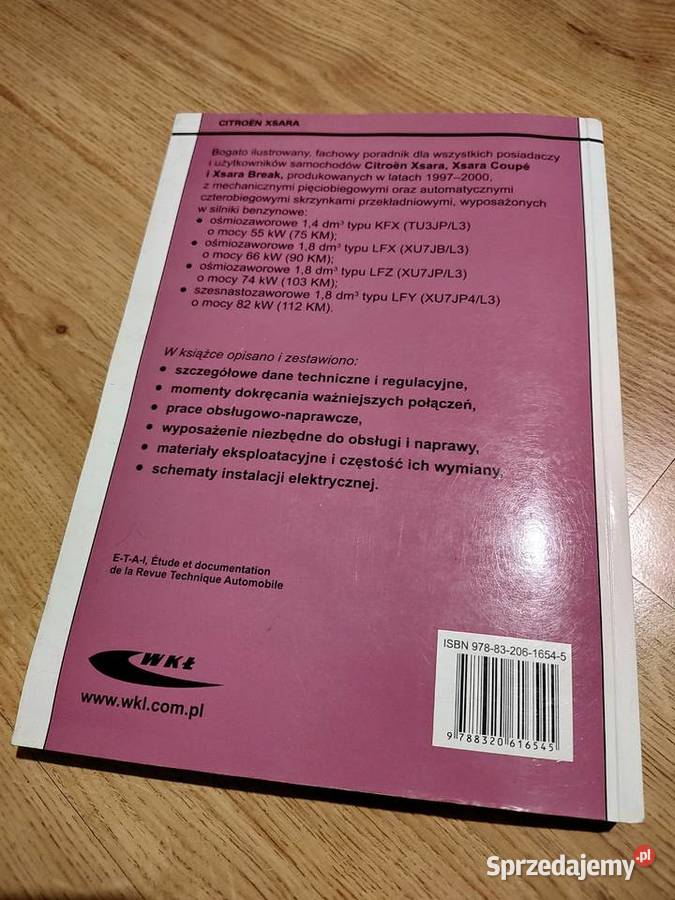 CITROËN XSARA
Bogato ilustrowany, fachowy poradnik dla wszystkich posiadaczy
i użytkowników samochodów Citroën Xsara, Xsara Coupé
i Xsara Break, produkowanych w latach 1997–2000,
z mechanicznymi pięciobiegowymi oraz automatycznymi
czterobiegowymi skrzynkami przekładniowymi, wyposażonych
w silniki benzynowe:
• ośmiozaworowe 1,4 dm³ typu KFX (TU3JP/L3)
o mocy 55 kW (75 KM);
• ośmiozaworowe 1,8 dm³ typu LFX (XU7JB/L3)
o mocy 66 kW (90 KM);
• ośmiozaworowe 1,8 dm³ typu LFZ (XU7JP/L3)
o mocy 74 kW (103 KM);
• szesnastozaworowe 1,8 dm³ typu LFY (XU7JP4/L3)
o mocy 82 kW (112 KM).
W książce opisano i zestawiono:
• szczegółowe dane techniczne i regulacyjne,
• momenty dokręcania ważniejszych połączeń,
• prace obsługowo-naprawcze,
• wyposażenie niezbędne do obsługi i naprawy,
• materiały eksploatacyjne i częstość ich wymiany,
• schematy instalacji elektrycznej.
E-T-A-I, Étude et documentation
de la Revue Technique Automobile
WKŁ
www.wkl.com.pl
ISBN 978-83-206-1654-5
9 788320 616545
Sprzedajemy.pl